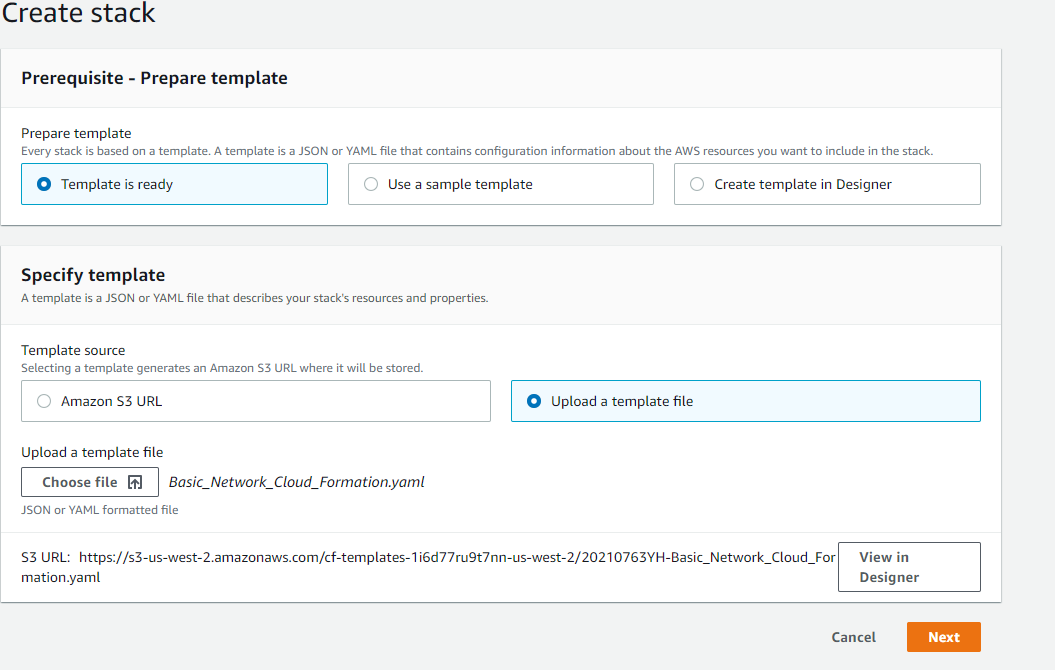 Create stack
Prerequisite - Prepare template
Prepare template
Every stack is based on a template. A template is a JSON or YAML file that contains configuration information about the AWS resources you want to include in the stack.
Template is ready
Use a sample template
Create template in Designer
Specify template
A template is a JSON or YAML file that describes your stack's resources and properties.
Template source
Selecting a template generates an Amazon S3 URL where it will be stored.
Amazon S3 URL
Upload a template file
Upload a template file
Choose file
Basic_Network_Cloud_Formation.yaml
JSON or YAML formatted file
S3 URL: https://s3-us-west-2.amazonaws.com/cf-templates-1i6d77ru9t7nn-us-west-2/20210763YH-Basic_Network_Cloud_For
mation.yaml
View in
Designer
Cancel
Next